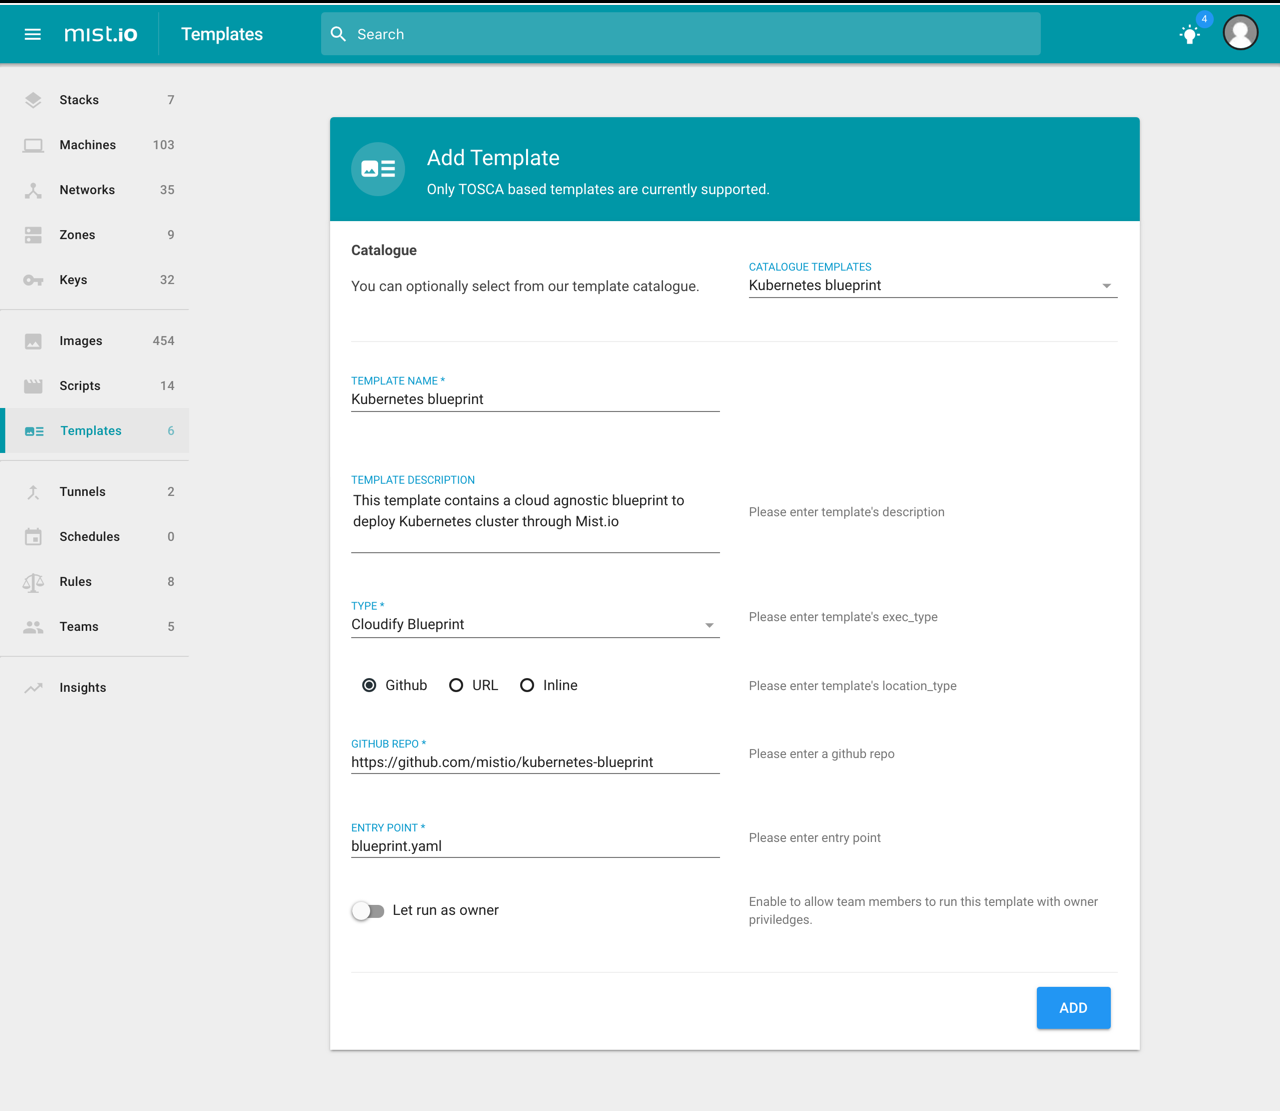 mist.io
Templates
Search
4
Stacks 7
Machines 103
Networks 35
Zones 9
Keys 32
Images 454
Scripts 14
Templates 6
Tunnels 2
Schedules 0
Rules 8
Teams 5
Insights
Add Template
Only TOSCA based templates are currently supported.
Catalogue
You can optionally select from our template catalogue.
CATALOGUE TEMPLATES
Kubernetes blueprint
TEMPLATE NAME *
Kubernetes blueprint
TEMPLATE DESCRIPTION
This template contains a cloud agnostic blueprint to
deploy Kubernetes cluster through Mist.io
Please enter template's description
TYPE *
Cloudify Blueprint
Please enter template's exec_type
Github URL Inline
Please enter template's location_type
GITHUB REPO *
https://github.com/mistio/kubernetes-blueprint
Please enter a github repo
ENTRY POINT *
blueprint.yaml
Please enter entry point
Let run as owner
Enable to allow team members to run this template with owner
priviledges.
ADD